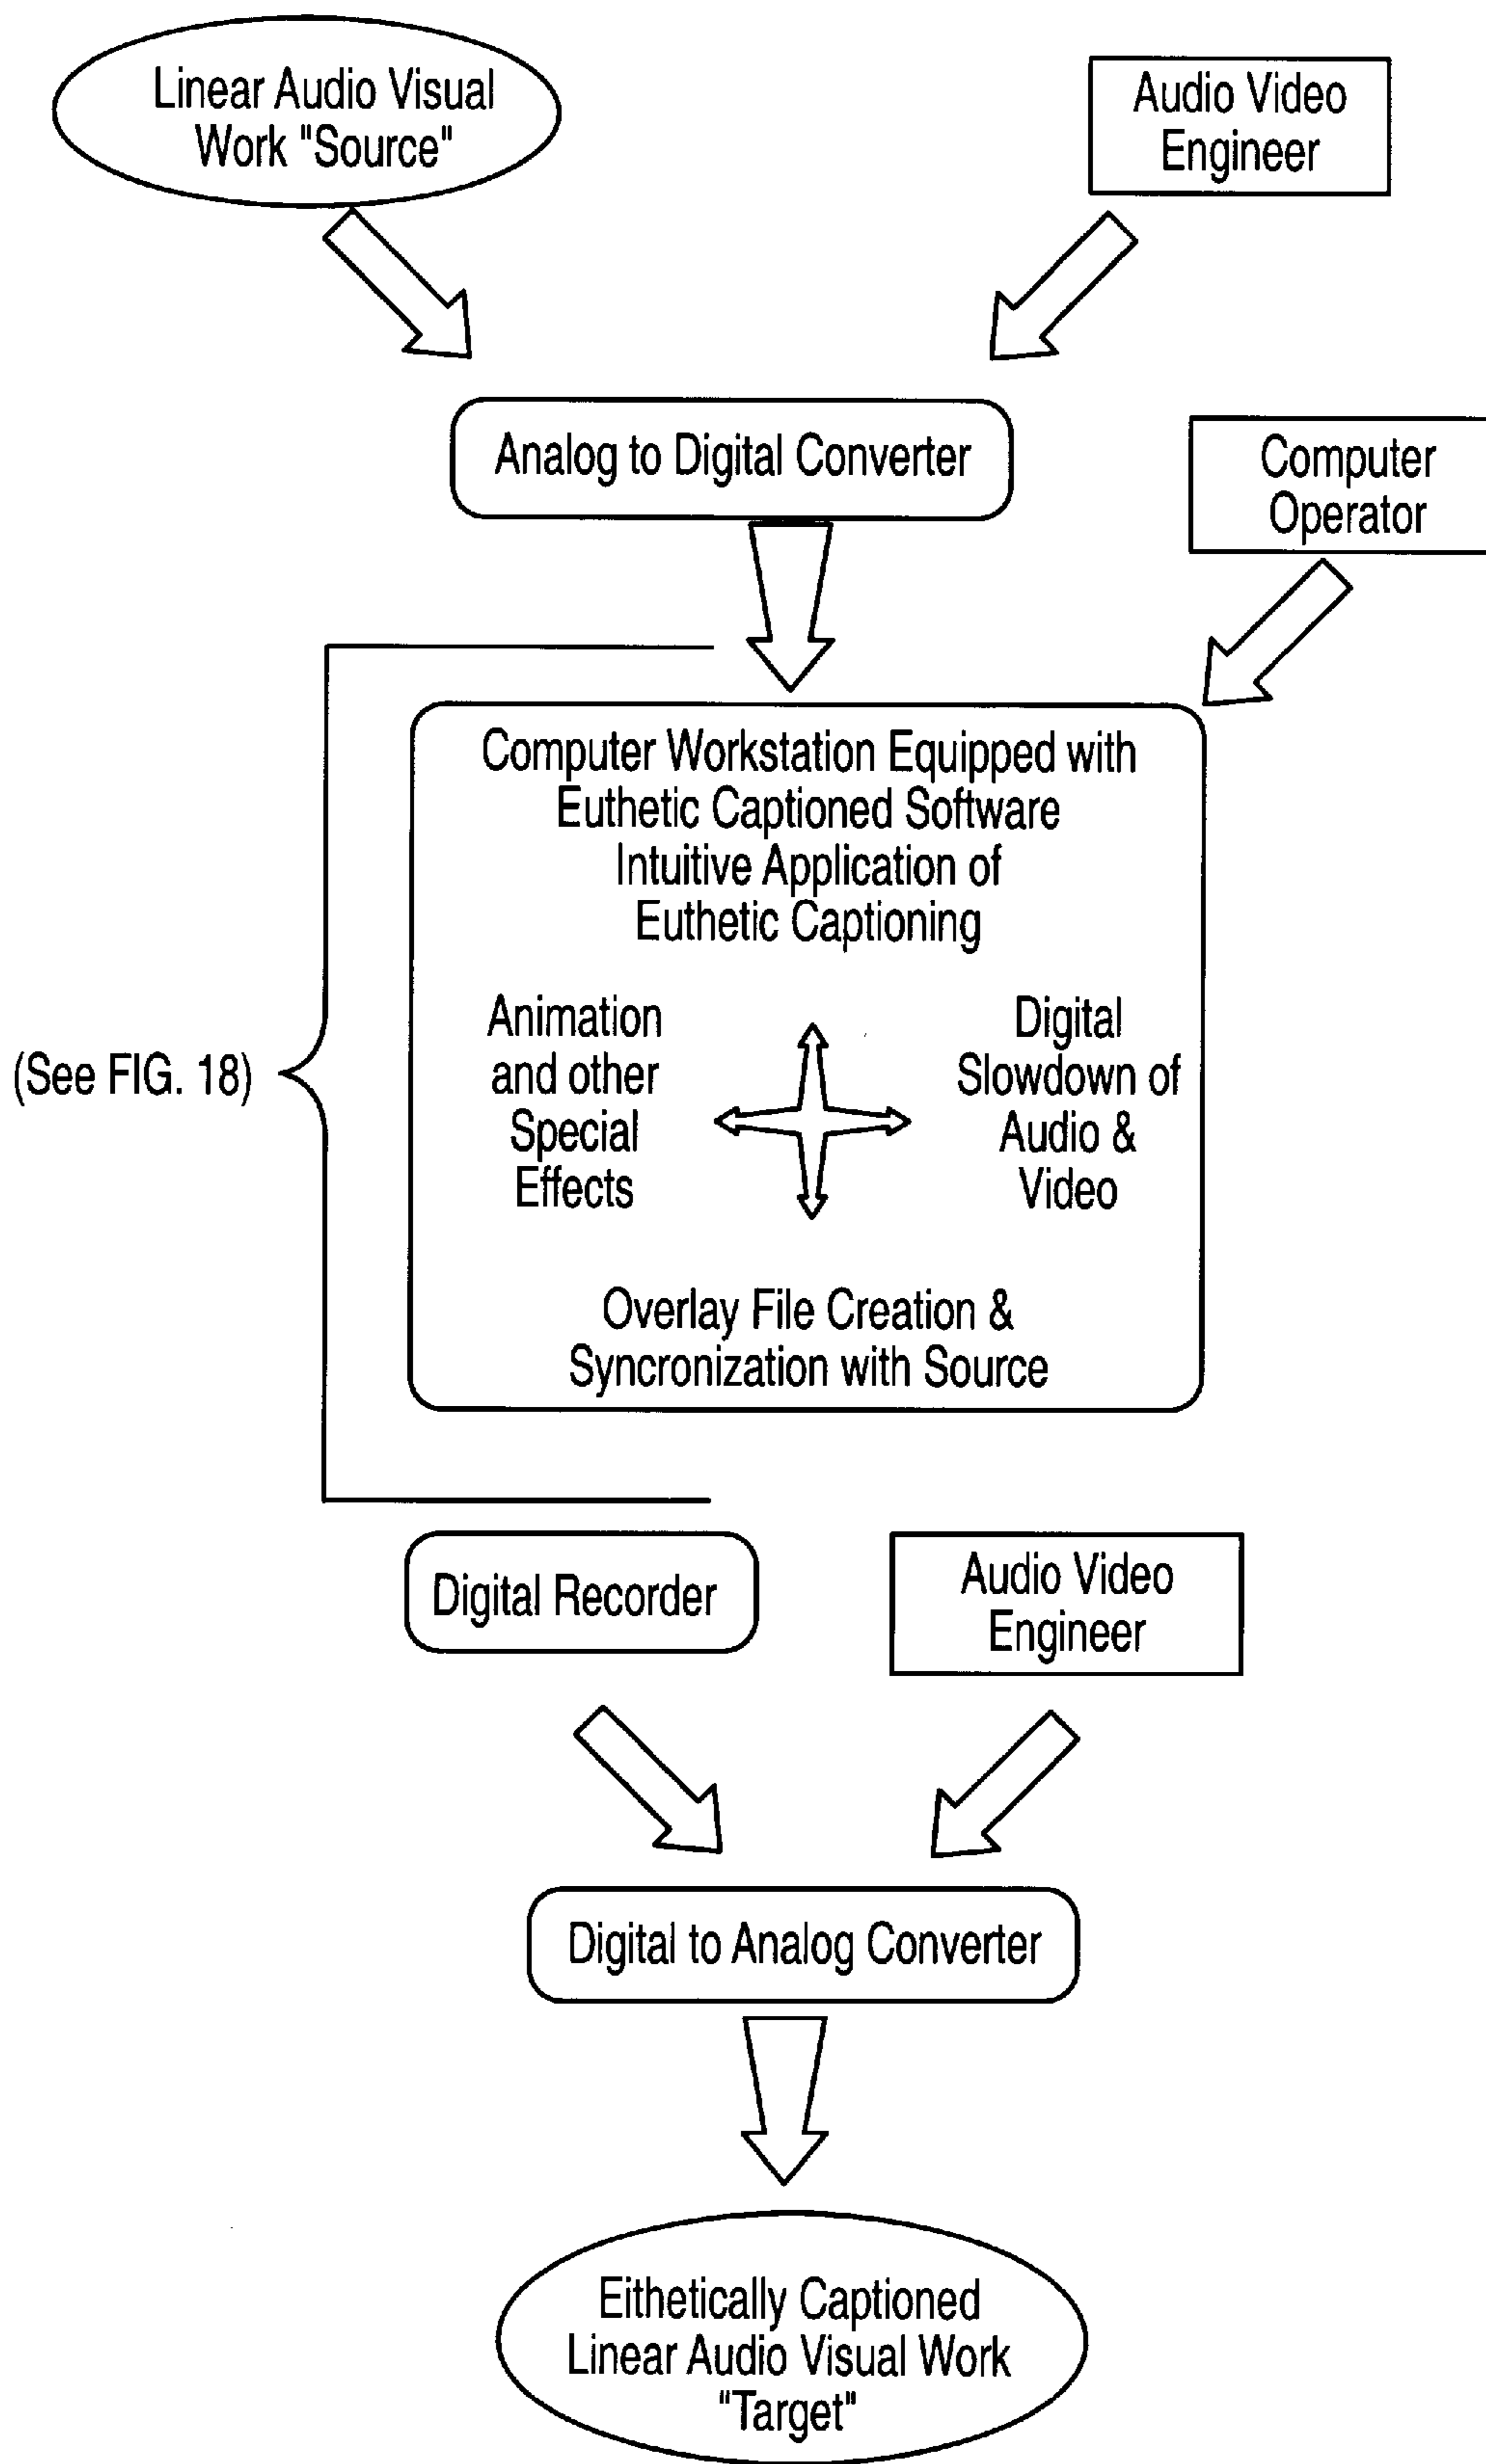 Linear Audio Visual
Work "Source"
Audio Video
Engineer
Analog to Digital Converter
Computer
Operator
Computer Workstation Equipped with
Euthetic Captioned Software
Intuitive Application of
Euthetic Captioning
Animation
and other
Special
Effects
Digital
Slowdown of
Audio &
Video
(See FIG. 18)
Overlay File Creation &
Syncronization with Source
Digital Recorder
Audio Video
Engineer
Digital to Analog Converter
Eithetically Captioned
Linear Audio Visual Work
"Target"